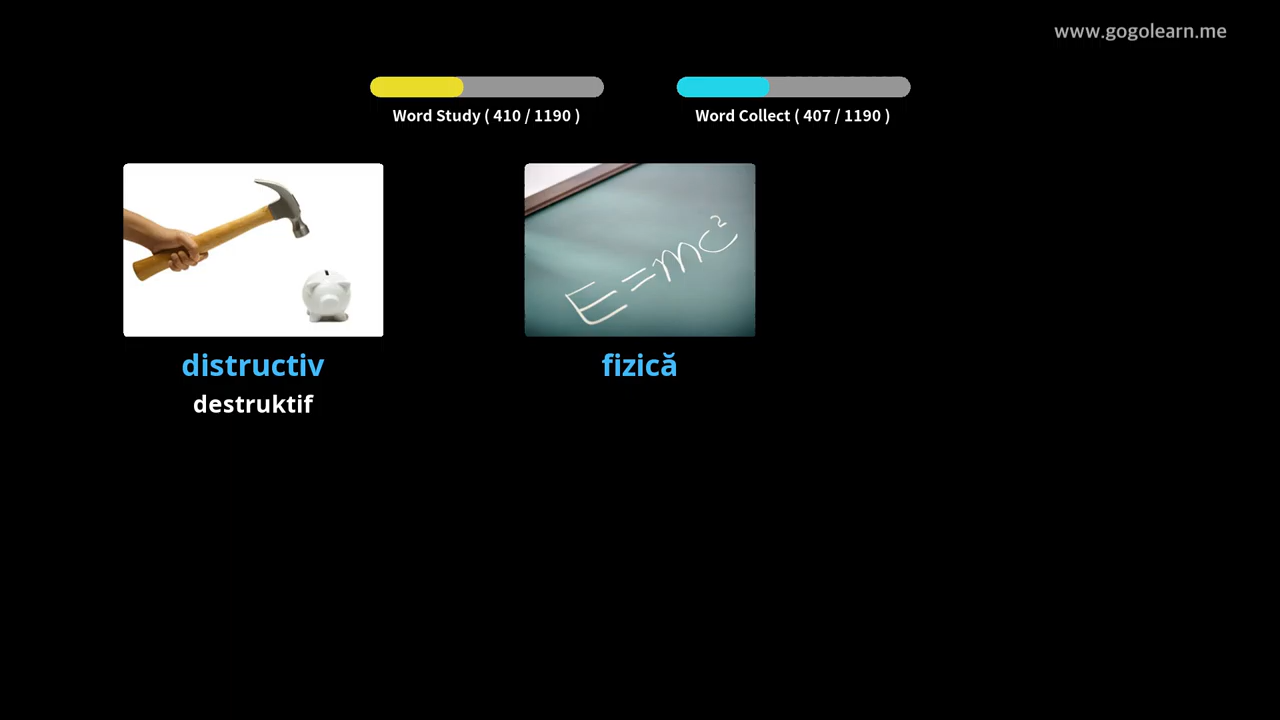 www.gogolearn.me
Word Study ( 410 / 1190 )
Word Collect ( 407 / 1190 )
E=mc²
distructiv
fizică
destruktif